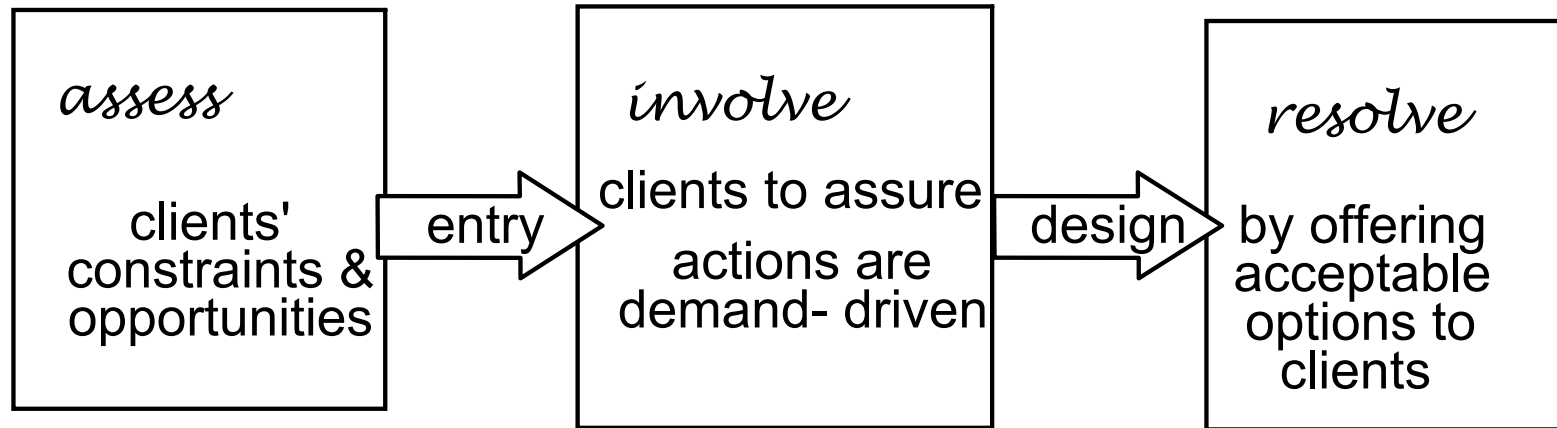 assess
clients'
constraints &
opportunities
entry
involve
clients to assure
actions are
demand- driven
design
resolve
by offering
acceptable
options to
clients